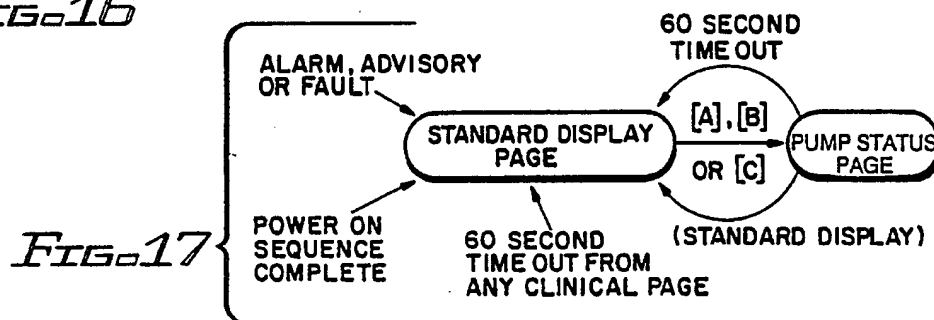 FIG. 16
60 SECOND
TIME OUT
ALARM, ADVISORY
OR FAULT
[A], [B]
STANDARD DISPLAY
PAGE
PUMP STATUS
PAGE
OR [C]
POWER ON
SEQUENCE
COMPLETE
(STANDARD DISPLAY)
60 SECOND
TIME OUT FROM
ANY CLINICAL PAGE
FIG. 17